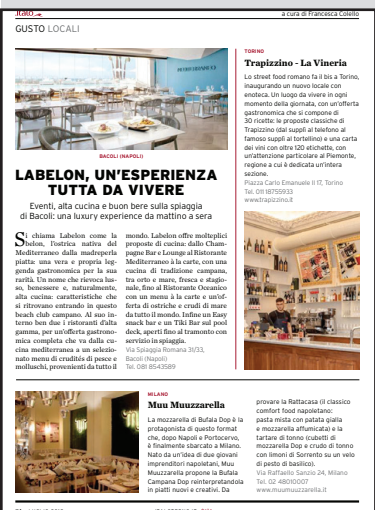 a cura di Francesca Colello
GUSTO LOCALI
BACOLI (NAPOLI)
LABELON, UN'ESPERIENZA
TUTTA DA VIVERE
Eventi, alta cucina e buon bere sulla spiaggia
di Bacoli: una luxury experience da mattino a sera
Si chiama Labelon come la
belon, l'ostrica nativa del
Mediterraneo dalla madreperla
piatta: una vera e propria leg-
genda gastronomica per la sua
rarità. Un nome che rievoca lus-
so, benessere e, naturalmente,
alta cucina: caratteristiche che
si ritrovano entrando in questo
beach club campano. Al suo in-
terno ben due i ristoranti d'alta
gamma, per un'offerta gastrono-
mica completa che va dalla cu-
cina mediterranea a un selezio-
nato menu di crudités di pesce e
molluschi, provenienti da tutto il
mondo. Labelon offre molteplici
proposte di cucina: dallo Cham-
pagne Bar e Lounge al Ristorante
Mediterraneo à la carte, con una
cucina di tradizione campana,
tra orto e mare, fresca e stagio-
nale, fino al Ristorante Oceanico
con un menù à la carte e un'of-
ferta di ostriche e crudi di mare
da tutto il mondo. Infine un Easy
snack bar e un Tiki Bar sul pool
deck, aperti fino al tramonto con
servizio in spiaggia.
Via Spiaggia Romana 31/33,
Bacoli (Napoli)
Tel. 081 8543589
TORINO
Trapizzino - La Vineria
Lo street food romano fa il bis a Torino,
inaugurando un nuovo locale con
enoteca. Un luogo da vivere in ogni
momento della giornata, con un'offerta
gastronomica che si compone di
30 ricette: le proposte classiche di
Trapizzino (dal supplì al telefono al
famoso supplì al tortellino) e una carta
dei vini con oltre 120 etichette, con
un'attenzione particolare al Piemonte,
regione a cui è dedicata un'intera
sezione.
Piazza Carlo Emanuele II 17, Torino
Tel. 011 18755933
www.trapizzino.it
MILANO
Muu Muuzzarella
La mozzarella di Bufala Dop è la
protagonista di questo format
che, dopo Napoli e Portocervo,
è finalmente sbarcato a Milano.
Nato da un'idea di due giovani
imprenditori napoletani, Muu
Muuzzarella propone la Bufala
Campana Dop reinterpretandola
in piatti nuovi e creativi. Da
provare la Rattacasa (il classico
comfort food napoletano:
pasta mista con patata gialla
e mozzarella affumicata) e la
tartare di tonno (cubetti di
mozzarella Dop e crudo di tonno
con limoni di Sorrento su un velo
di pesto di basilico).
Via Raffaello Sanzio 24, Milano
Tel. 02 48010007
www.muumuuzzarella.it